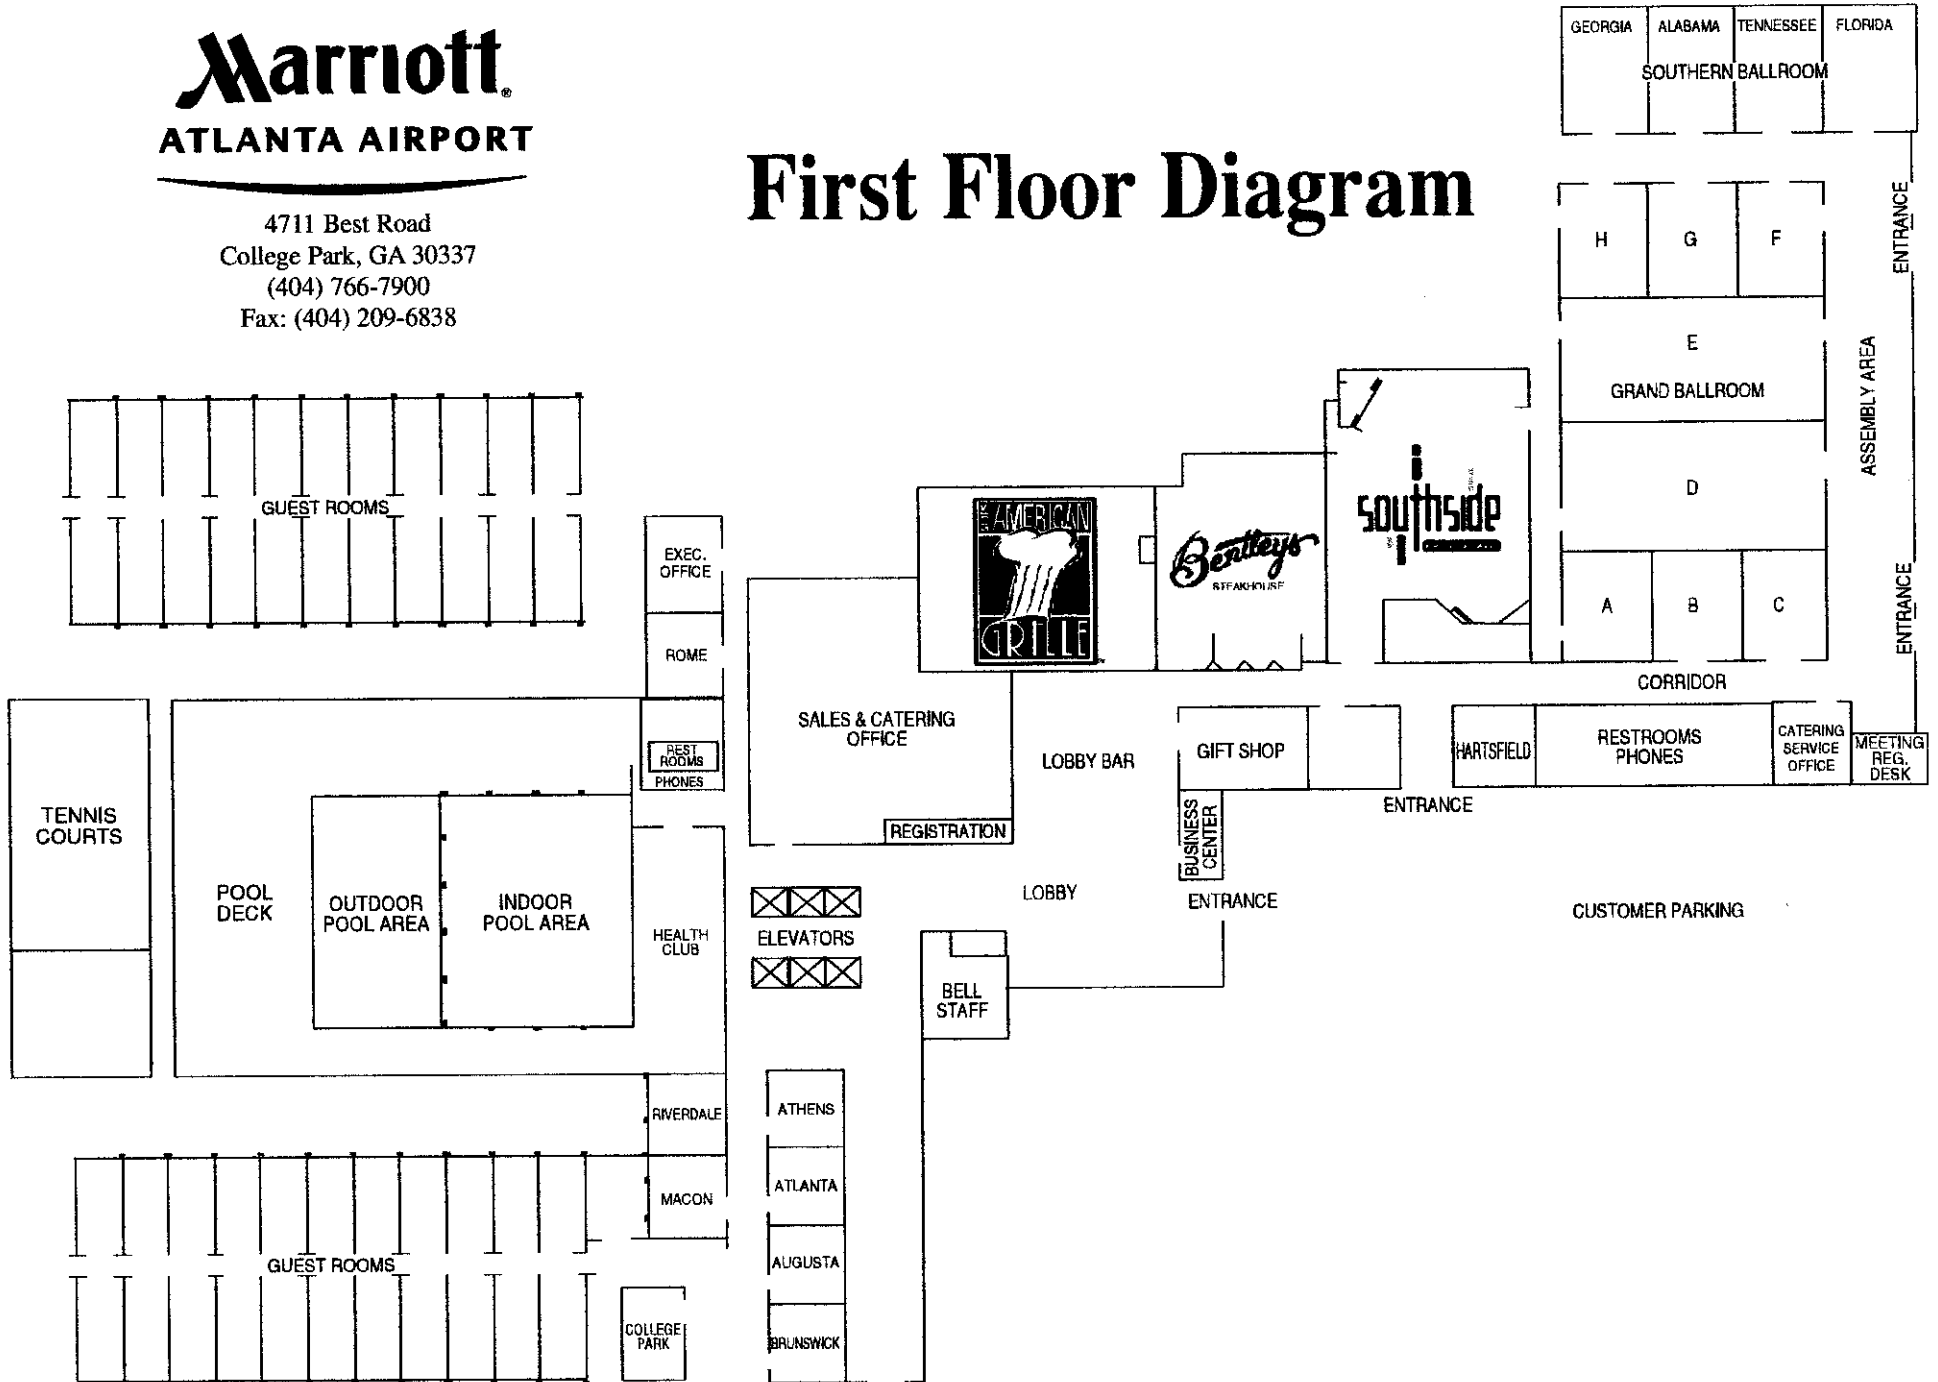 Marriott®
ATLANTA AIRPORT
4711 Best Road
College Park, GA 30337
(404) 766-7900
Fax: (404) 209-6838
First Floor Diagram
GEORGIA
ALABAMA
TENNESSEE
FLORIDA
SOUTHERN BALLROOM
ENTRANCE
H
G
F
E
GRAND BALLROOM
ASSEMBLY AREA
D
A
B
C
ENTRANCE
CORRIDOR
GUEST ROOMS
EXEC.
OFFICE
ROME
REST
ROOMS
PHONES
AMERICAN
GRILLE
Bentleys
STEAKHOUSE
southside
SALES & CATERING
OFFICE
REGISTRATION
LOBBY BAR
GIFT SHOP
BUSINESS
CENTER
HARTSFIELD
RESTROOMS
PHONES
CATERING
SERVICE
OFFICE
MEETING
REG.
DESK
ENTRANCE
TENNIS
COURTS
POOL
DECK
OUTDOOR
POOL AREA
INDOOR
POOL AREA
HEALTH
CLUB
ELEVATORS
LOBBY
ENTRANCE
CUSTOMER PARKING
BELL
STAFF
RIVERDALE
MACON
ATHENS
ATLANTA
AUGUSTA
BRUNSWICK
GUEST ROOMS
COLLEGE
PARK